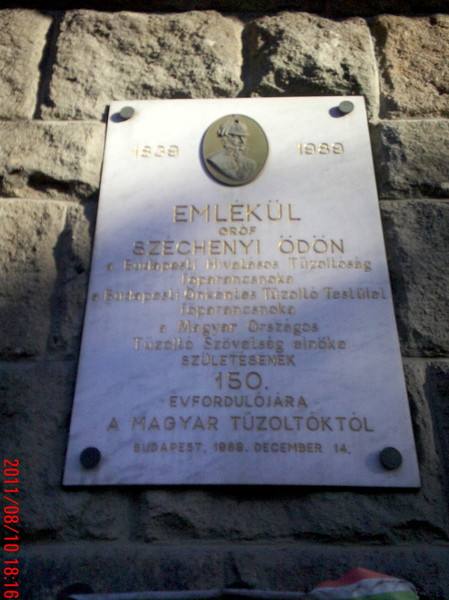 1839 1989
EMLÉKÜL
GRÓF
SZÉCHENYI ÖDÖN
a Budapesti Hivatásos Tűzoltóság
főparancsnoka
a Budapesti Önkéntes Tűzoltó Testület
főparancsnoka
a Magyar Országos
Tűzoltó Szövetség elnöke
SZÜLETÉSÉNEK
150.
ÉVFORDULÓJÁRA
A MAGYAR TŰZOLTÓKTÓL
BUDAPEST, 1989. DECEMBER 14.
2011/08/10 18:16